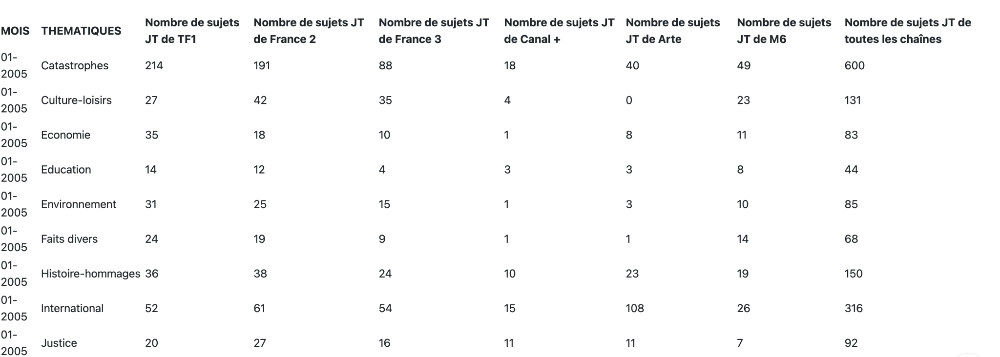 MOIS THEMATIQUES Nombre de sujets JT de TF1 Nombre de sujets JT de France 2 Nombre de sujets JT de France 3 Nombre de sujets JT de Canal + Nombre de sujets JT de Arte Nombre de sujets JT de M6 Nombre de sujets JT de toutes les chaînes
01-2005 Catastrophes 214 191 88 18 40 49 600
01-2005 Culture-loisirs 27 42 35 4 0 23 131
01-2005 Economie 35 18 10 1 8 11 83
01-2005 Education 14 12 4 3 3 8 44
01-2005 Environnement 31 25 15 1 3 10 85
01-2005 Faits divers 24 19 9 1 1 14 68
01-2005 Histoire-hommages 36 38 24 10 23 19 150
01-2005 International 52 61 54 15 108 26 316
01-2005 Justice 20 27 16 11 11 7 92